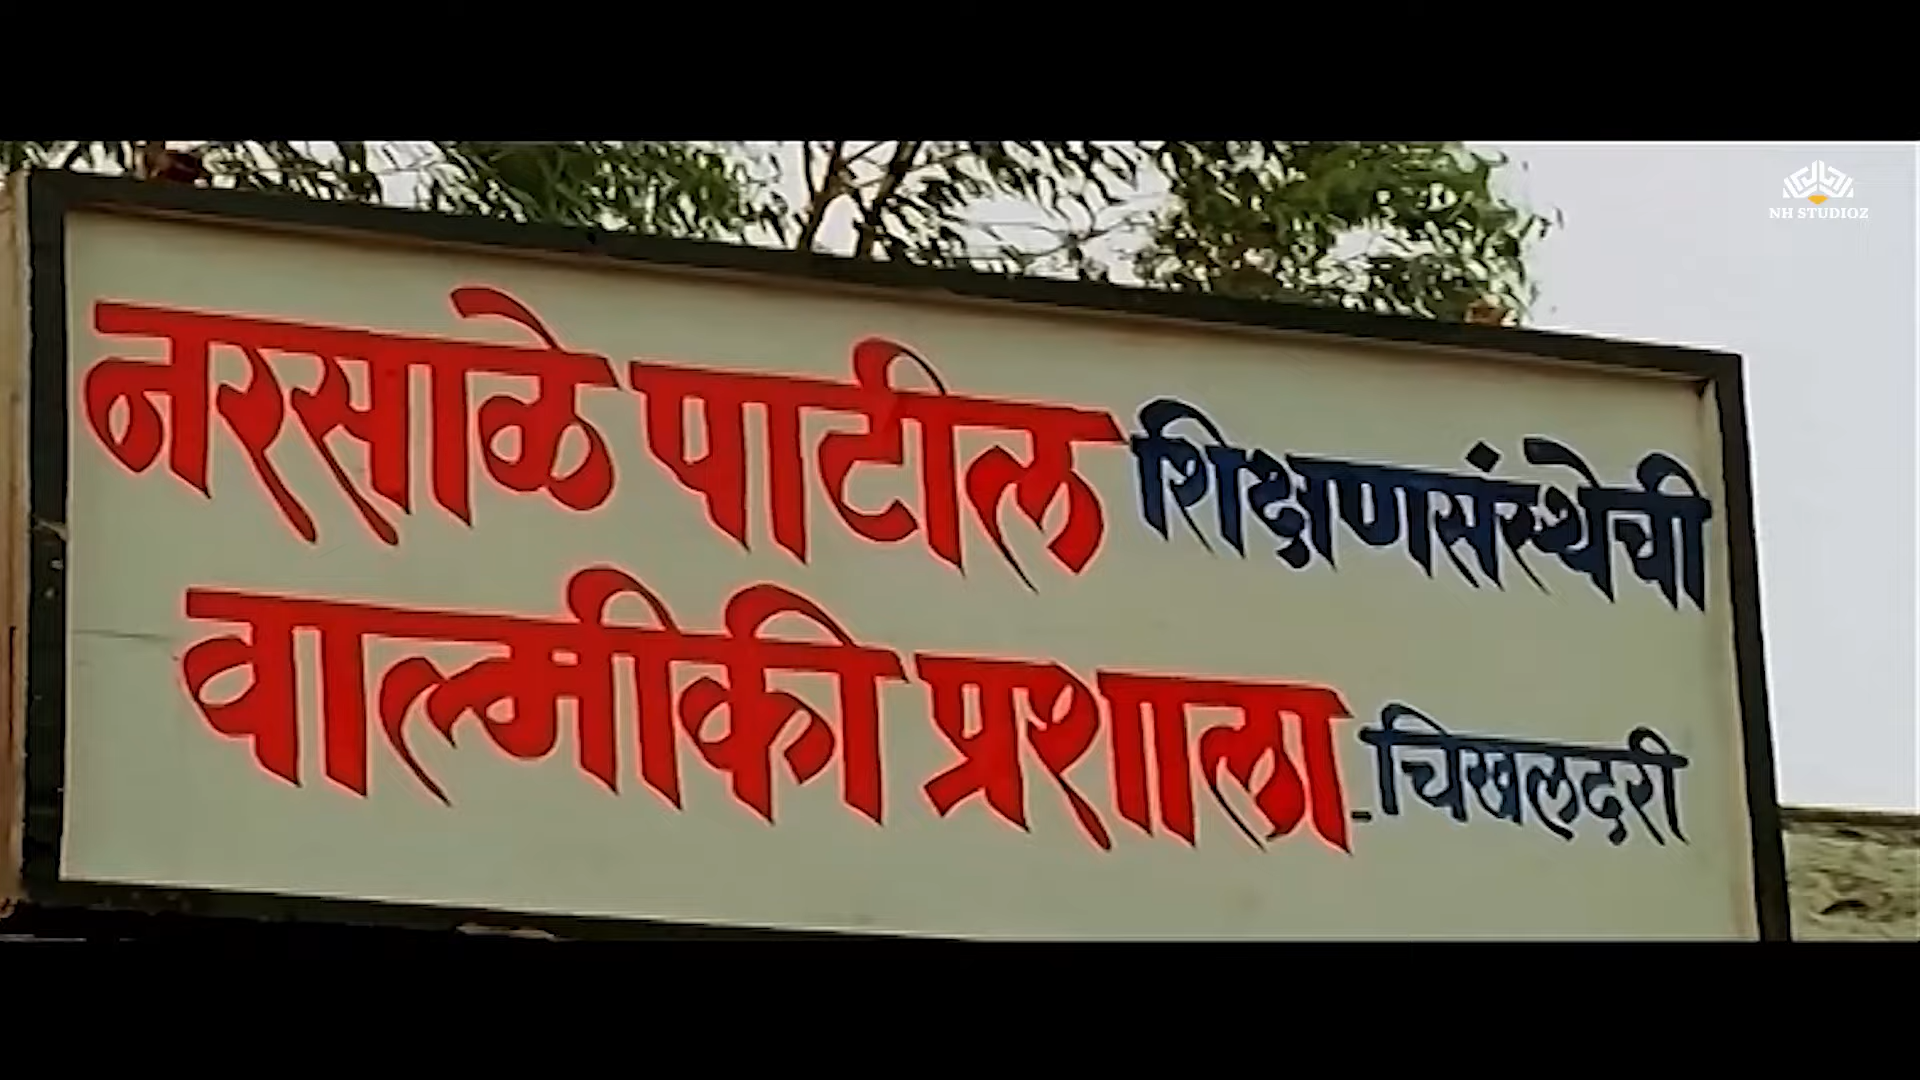 NH STUDIOZ
नरसाळे पाटील शिक्षणसंस्थेची
वाल्मीकी प्रशाला - चिखलदरी